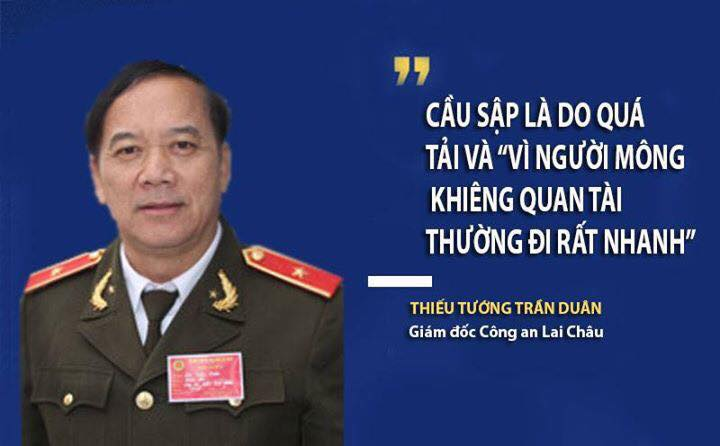 ”
CẦU SẬP LÀ DO QUÁ
TẢI VÀ “VÌ NGƯỜI MÔNG
KHIÊNG QUAN TÀI
THƯỜNG ĐI RẤT NHANH”
THIẾU TƯỚNG TRẦN DUÂN
Giám đốc Công an Lai Châu